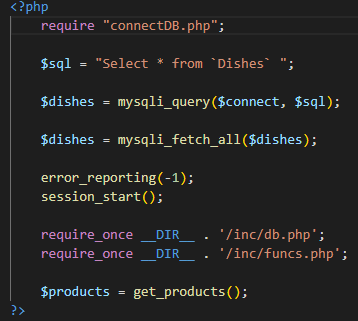 <?php
require "connectDB.php";
$sql = "Select * from `Dishes` ";
$dishes = mysqli_query($connect, $sql);
$dishes = mysqli_fetch_all($dishes);
error_reporting(-1);
session_start();
require_once __DIR__ . '/inc/db.php';
require_once __DIR__ . '/inc/funcs.php';
$products = get_products();
?>